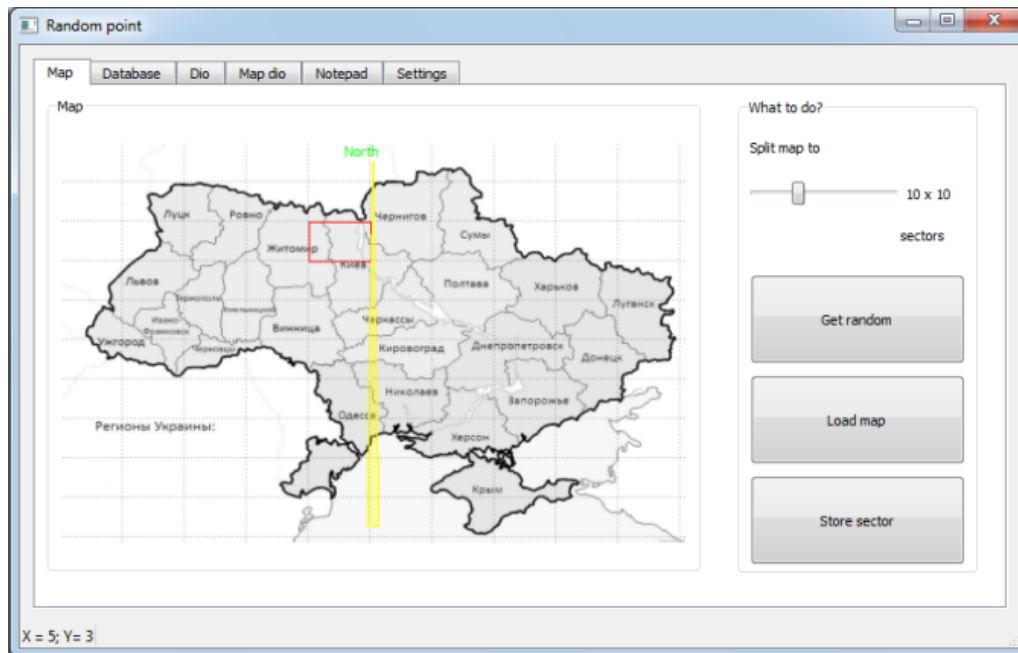 Random point
Map Database Dio Map dio Notepad Settings
Map
North
Луцк Ровно Чернигов
Житомир Сумы
Киев
Львов Полтава Харьков
Тернополь Хмельницкий Луганск
Ивано-
Франковск Винница Черкассы
Ужгород Черновцы Кировоград Днепропетровск Донецк
Николаев Запорожье
Одесса
Регионы Украины:
Херсон
Крым
What to do?
Split map to
10 x 10
sectors
Get random
Load map
Store sector
X = 5; Y= 3